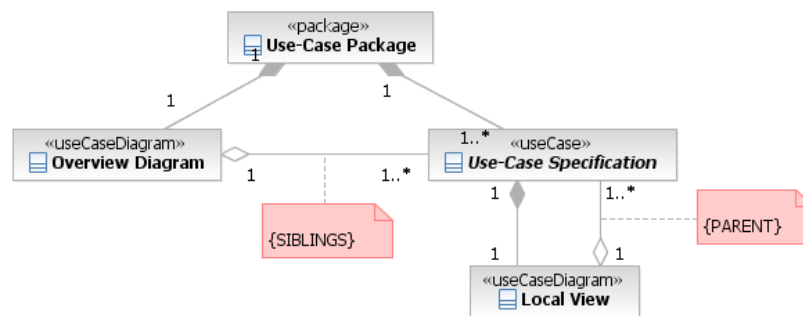 «package»
Use-Case Package
1
1
1
«useCaseDiagram»
Overview Diagram
1..*
«useCase»
Use-Case Specification
1
1..*
1
1..*
{SIBLINGS}
{PARENT}
1
1
«useCaseDiagram»
Local View